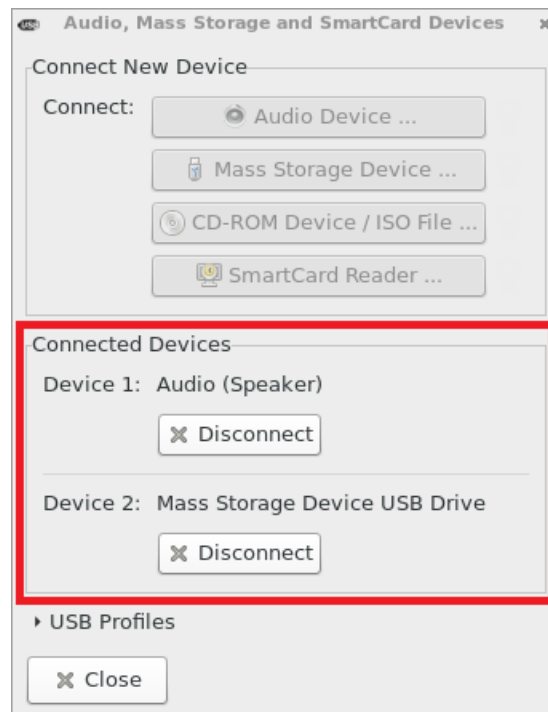 Audio, Mass Storage and SmartCard Devices
Connect New Device
Connect:
Audio Device ...
Mass Storage Device ...
CD-ROM Device / ISO File ...
SmartCard Reader ...
Connected Devices
Device 1: Audio (Speaker)
Disconnect
Device 2: Mass Storage Device USB Drive
Disconnect
USB Profiles
Close